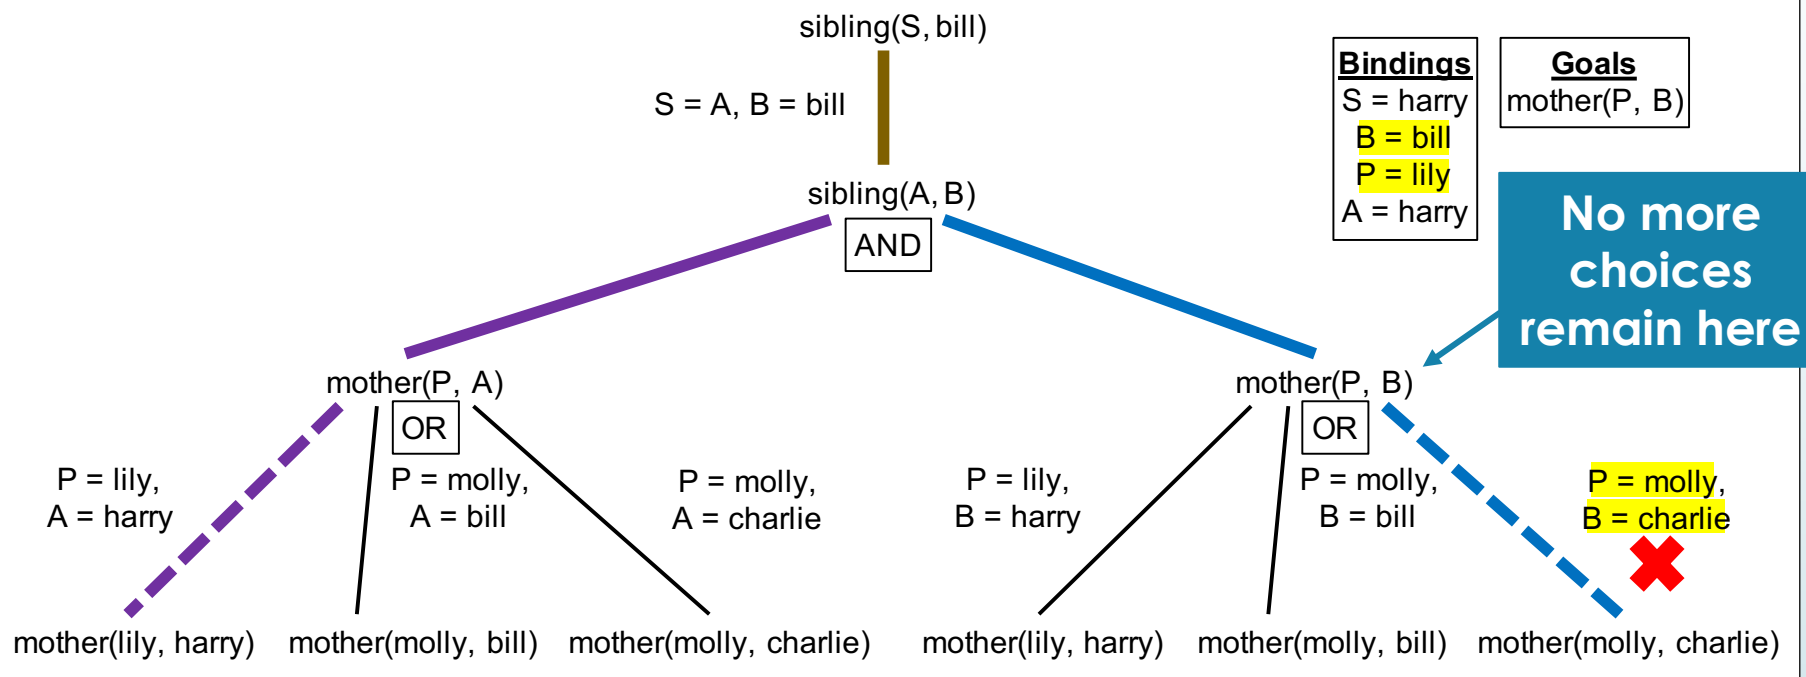 sibling(S, bill)
S = A, B = bill
sibling(A, B)
AND
Bindings
S = harry
B = bill
P = lily
A = harry
Goals
mother(P, B)
No more
choices
remain here
mother(P, A)
OR
mother(P, B)
OR
P = lily,
A = harry
P = molly,
A = bill
P = molly,
A = charlie
P = lily,
B = harry
P = molly,
B = bill
P = molly,
B = charlie
mother(lily, harry)
mother(molly, bill)
mother(molly, charlie)
mother(lily, harry)
mother(molly, bill)
mother(molly, charlie)